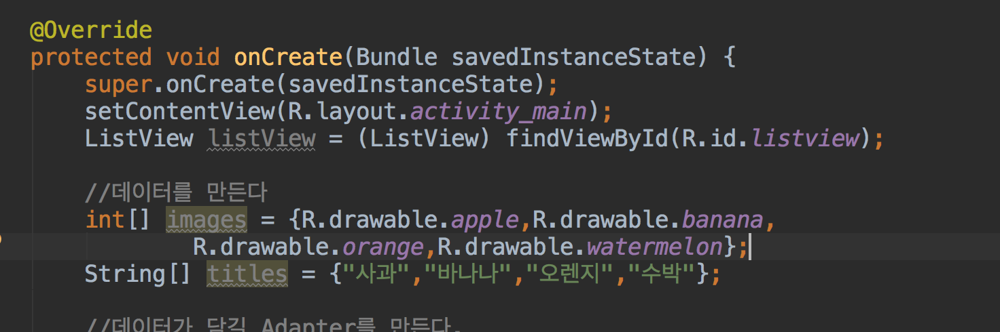 @Override
protected void onCreate(Bundle savedInstanceState) {
super.onCreate(savedInstanceState);
setContentView(R.layout.activity_main);
ListView listView = (ListView) findViewById(R.id.listview);
//데이터를 만든다
int[] images = {R.drawable.apple,R.drawable.banana,
R.drawable.orange,R.drawable.watermelon};
String[] titles = {"사과","바나나","오렌지","수박"};
//데이터가 담길 Adapter를 만든다.